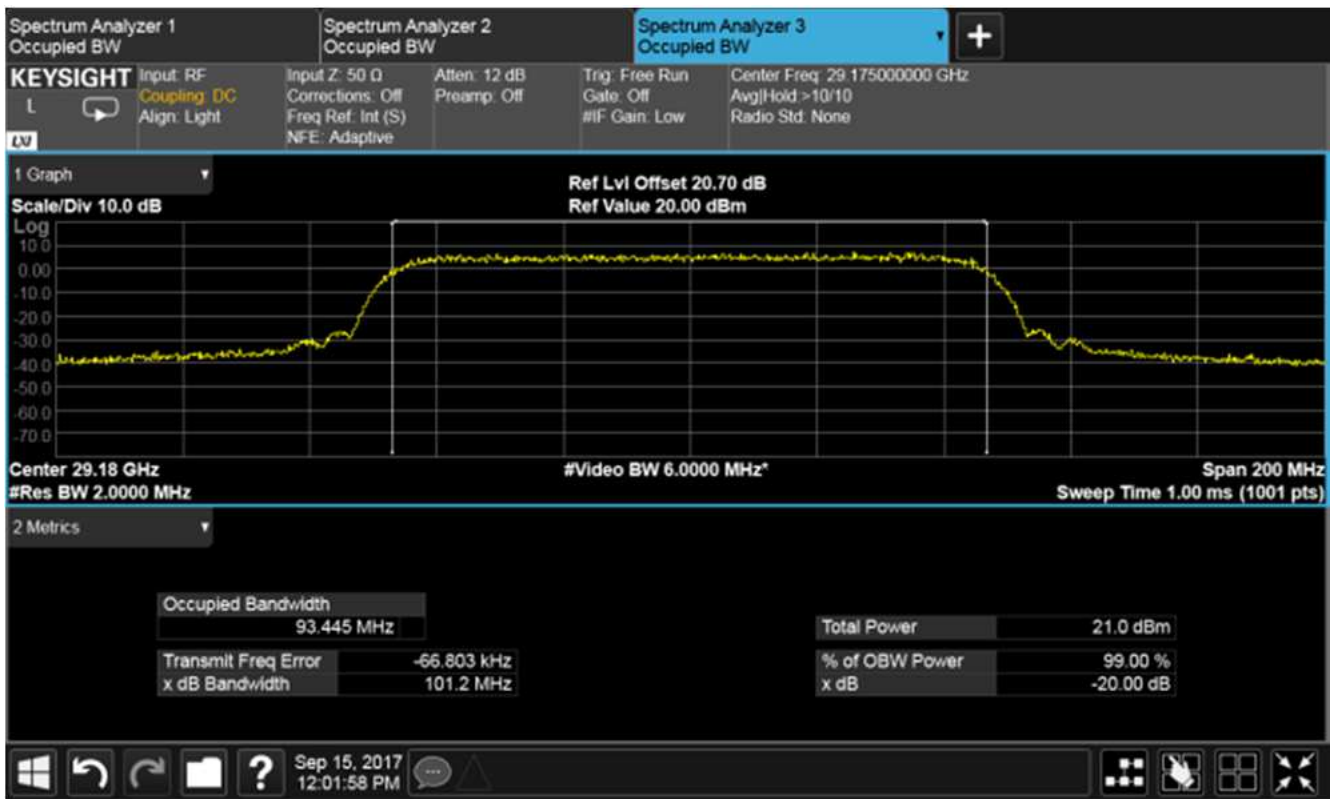 Spectrum Analyzer 1
Occupied BW
Spectrum Analyzer 2
Occupied BW
Spectrum Analyzer 3
Occupied BW
KEYSIGHT
L
LXI
Input: RF
Coupling: DC
Align: Light
Input Z: 50 Ω
Corrections: Off
Freq Ref: Int (S)
NFE: Adaptive
Atten: 12 dB
Preamp: Off
Trig: Free Run
Gate: Off
#IF Gain: Low
Center Freq: 29.175000000 GHz
Avg|Hold:>10/10
Radio Std: None
1 Graph
Scale/Div 10.0 dB
Ref Lvl Offset 20.70 dB
Ref Value 20.00 dBm
Log
10.0
0.00
-10.0
-20.0
-30.0
-40.0
-50.0
-60.0
-70.0
Center 29.18 GHz
#Res BW 2.0000 MHz
#Video BW 6.0000 MHz*
Span 200 MHz
Sweep Time 1.00 ms (1001 pts)
2 Metrics
Occupied Bandwidth
93.445 MHz
Transmit Freq Error -66.803 kHz
x dB Bandwidth 101.2 MHz
Total Power 21.0 dBm
% of OBW Power 99.00 %
x dB -20.00 dB
?
Sep 15, 2017
12:01:58 PM